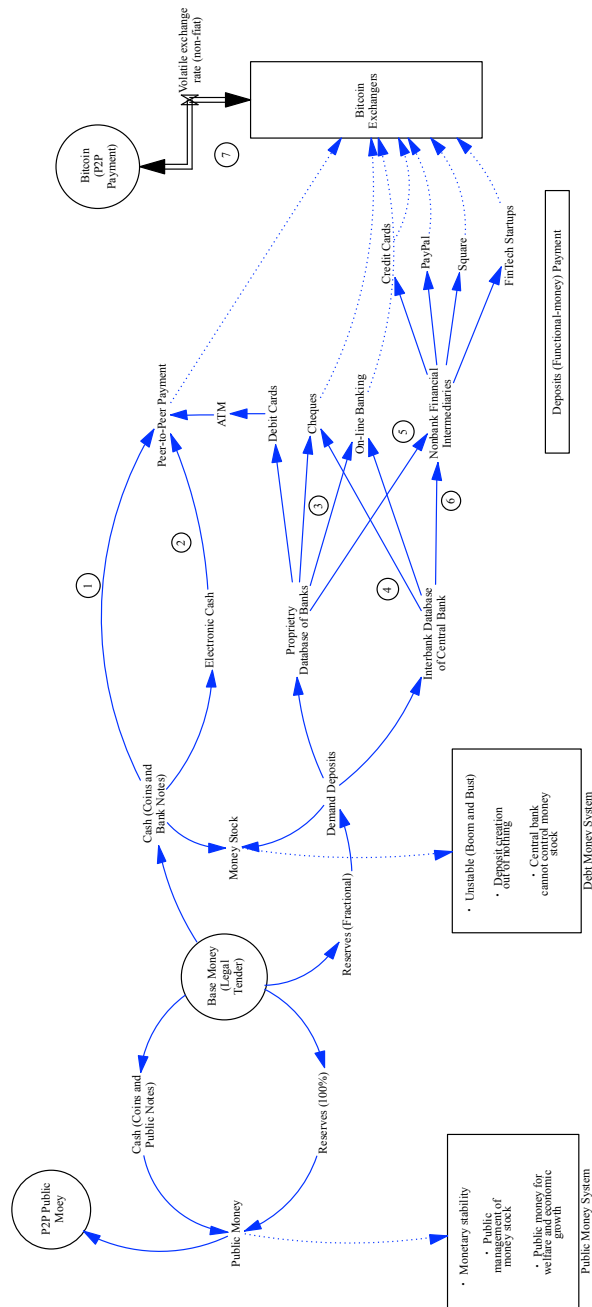 P2P Public
Moey
Public Money
Cash (Coins and
Public Notes)
Reserves (100%)
Base Money
(Legal
Tender)
Monetary stability
Public
management of
money stock
Public money for
welfare and economic
growth
Public Money System
Cash (Coins and
Bank Notes)
Money Stock
Reserves (Fractional)
Demand Deposits
Unstable (Boom and Bust)
Deposit creation
out of nothing
Central bank
cannot control money
stock
Debt Money System
1
2
Electronic Cash
Peer-to-Peer Payment
ATM
Debit Cards
Propriety
Database of Banks
3
Cheques
On-line Banking
4
5
Interbank Database
of Central Bank
6
Nonbank Financial
Intermediaries
Credit Cards
PayPal
Square
FinTech Startups
Deposits (Functional-money) Payment
Bitcoin
(P2P
Payment)
7
Volatile exchange
rate (non-fiat)
Bitcoin
Exchangers